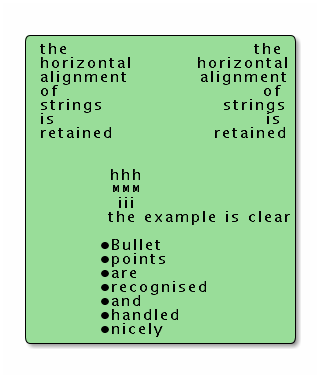 the
horizontal
alignment
of
strings
is
retained
the
horizontal
alignment
of
strings
is
retained
hhh
MMM
iii
the example is clear
●Bullet
●points
●are
●recognised
●and
●handled
●nicely